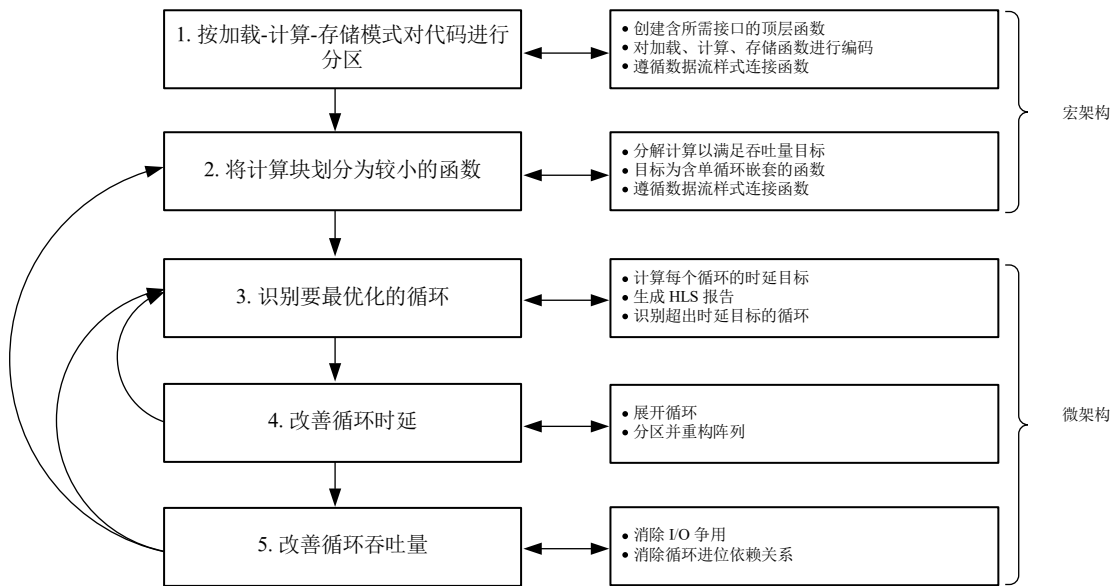 1. 按加载-计算-存储模式对代码进行
分区
• 创建含所需接口的顶层函数
• 对加载、计算、存储函数进行编码
• 遵循数据流样式连接函数
宏架构
2. 将计算块划分为较小的函数
• 分解计算以满足吞吐量目标
• 目标为含单循环嵌套的函数
• 遵循数据流样式连接函数
3. 识别要最优化的循环
• 计算每个循环的时延目标
• 生成 HLS 报告
• 识别超出时延目标的循环
4. 改善循环时延
• 展开循环
• 分区并重构阵列
微架构
5. 改善循环吞吐量
• 消除 I/O 争用
• 消除循环进位依赖关系